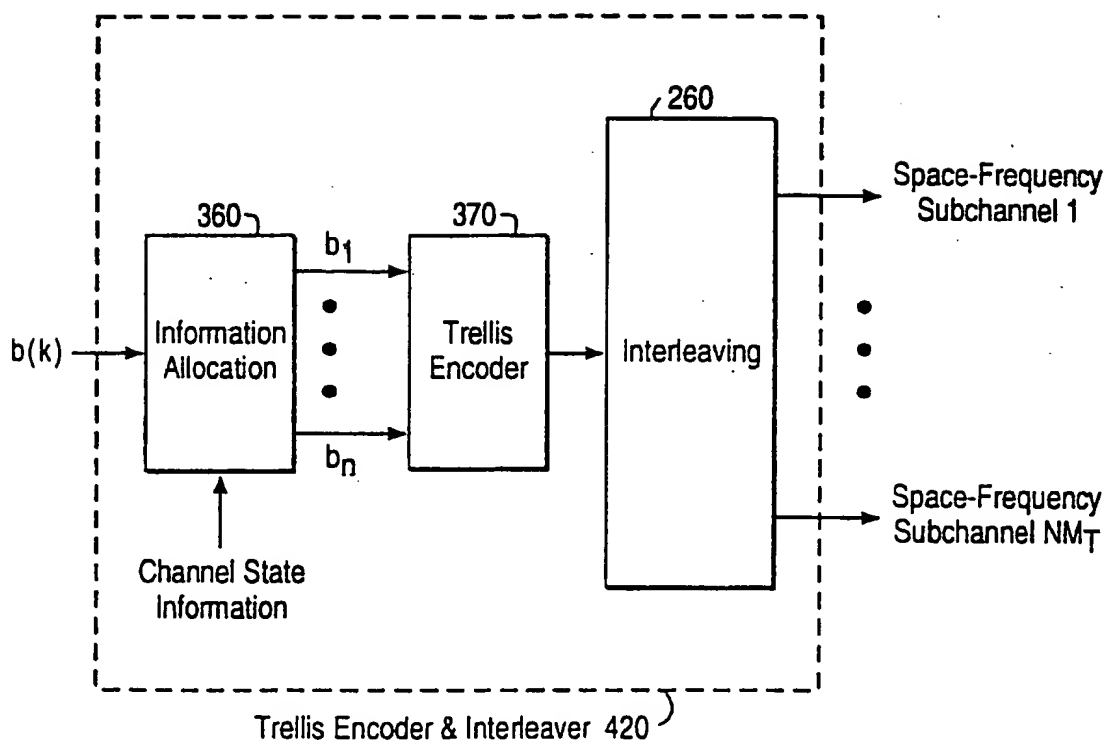 260
Space-Frequency
Subchannel 1
360
370
b1
b(k)
Information
Allocation
Trellis
Encoder
Interleaving
bn
Space-Frequency
Subchannel NMT
Channel State
Information
Trellis Encoder & Interleaver 420